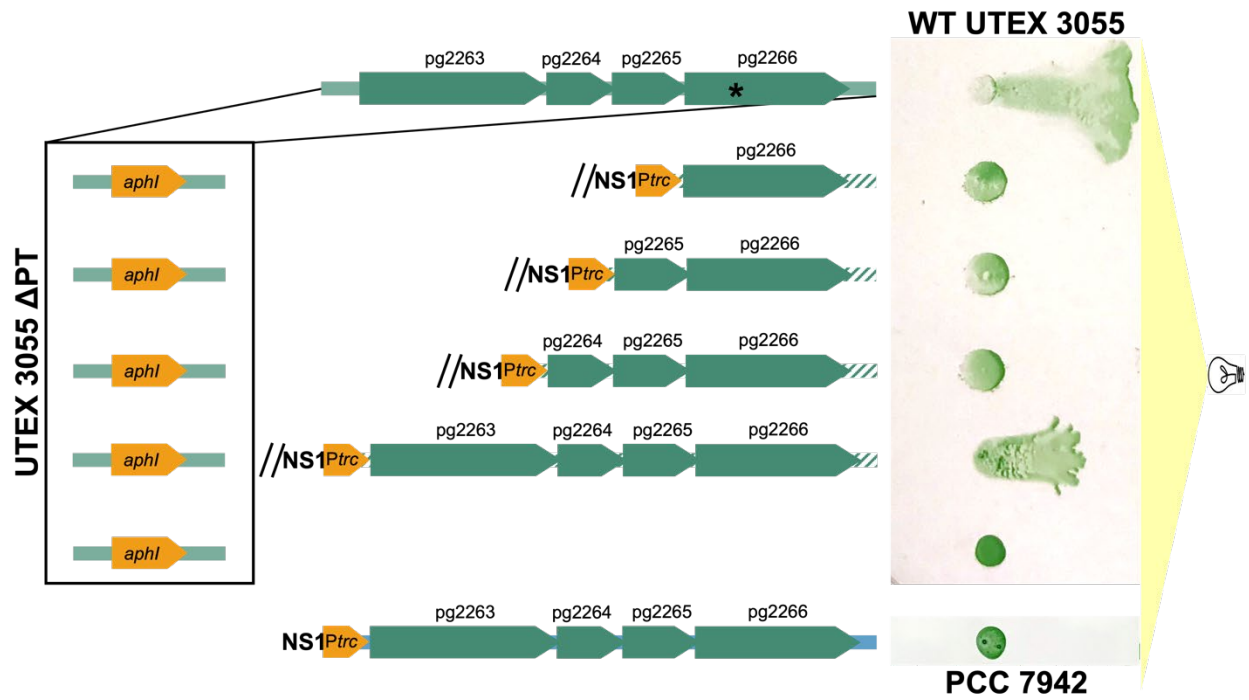 WT UTEX 3055
pg2263 pg2264 pg2265 pg2266
*
UTEX 3055 ΔPT
aphI
//NS1Ptrc
pg2266
aphI
//NS1Ptrc
pg2265 pg2266
aphI
//NS1Ptrc
pg2264 pg2265 pg2266
aphI
//NS1Ptrc
pg2263 pg2264 pg2265 pg2266
aphI
NS1Ptrc
pg2263 pg2264 pg2265 pg2266
PCC 7942